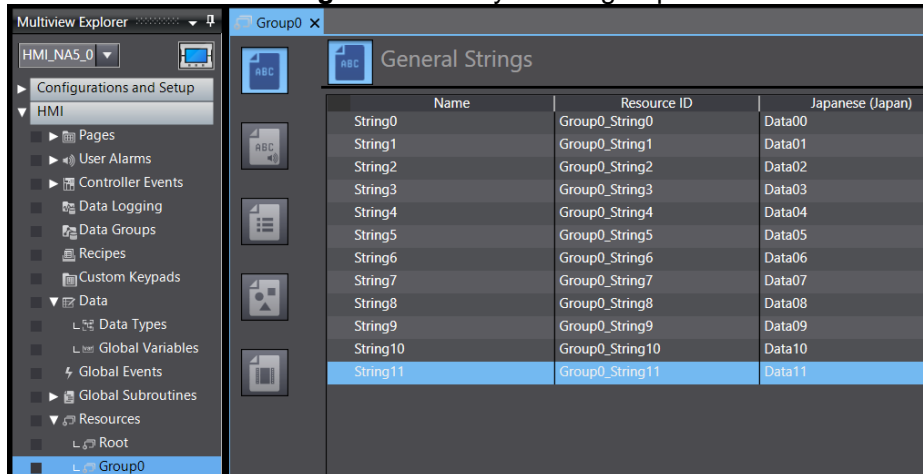 Multiview Explorer
HMI_NA5_0
Configurations and Setup
HMI
Pages
User Alarms
Controller Events
Data Logging
Data Groups
Recipes
Custom Keypads
Data
Data Types
Global Variables
Global Events
Global Subroutines
Resources
Root
Group0
Group0
ABC
ABC
ABC
General Strings
Name Resource ID Japanese (Japan)
String0 Group0_String0 Data00
String1 Group0_String1 Data01
String2 Group0_String2 Data02
String3 Group0_String3 Data03
String4 Group0_String4 Data04
String5 Group0_String5 Data05
String6 Group0_String6 Data06
String7 Group0_String7 Data07
String8 Group0_String8 Data08
String9 Group0_String9 Data09
String10 Group0_String10 Data10
String11 Group0_String11 Data11